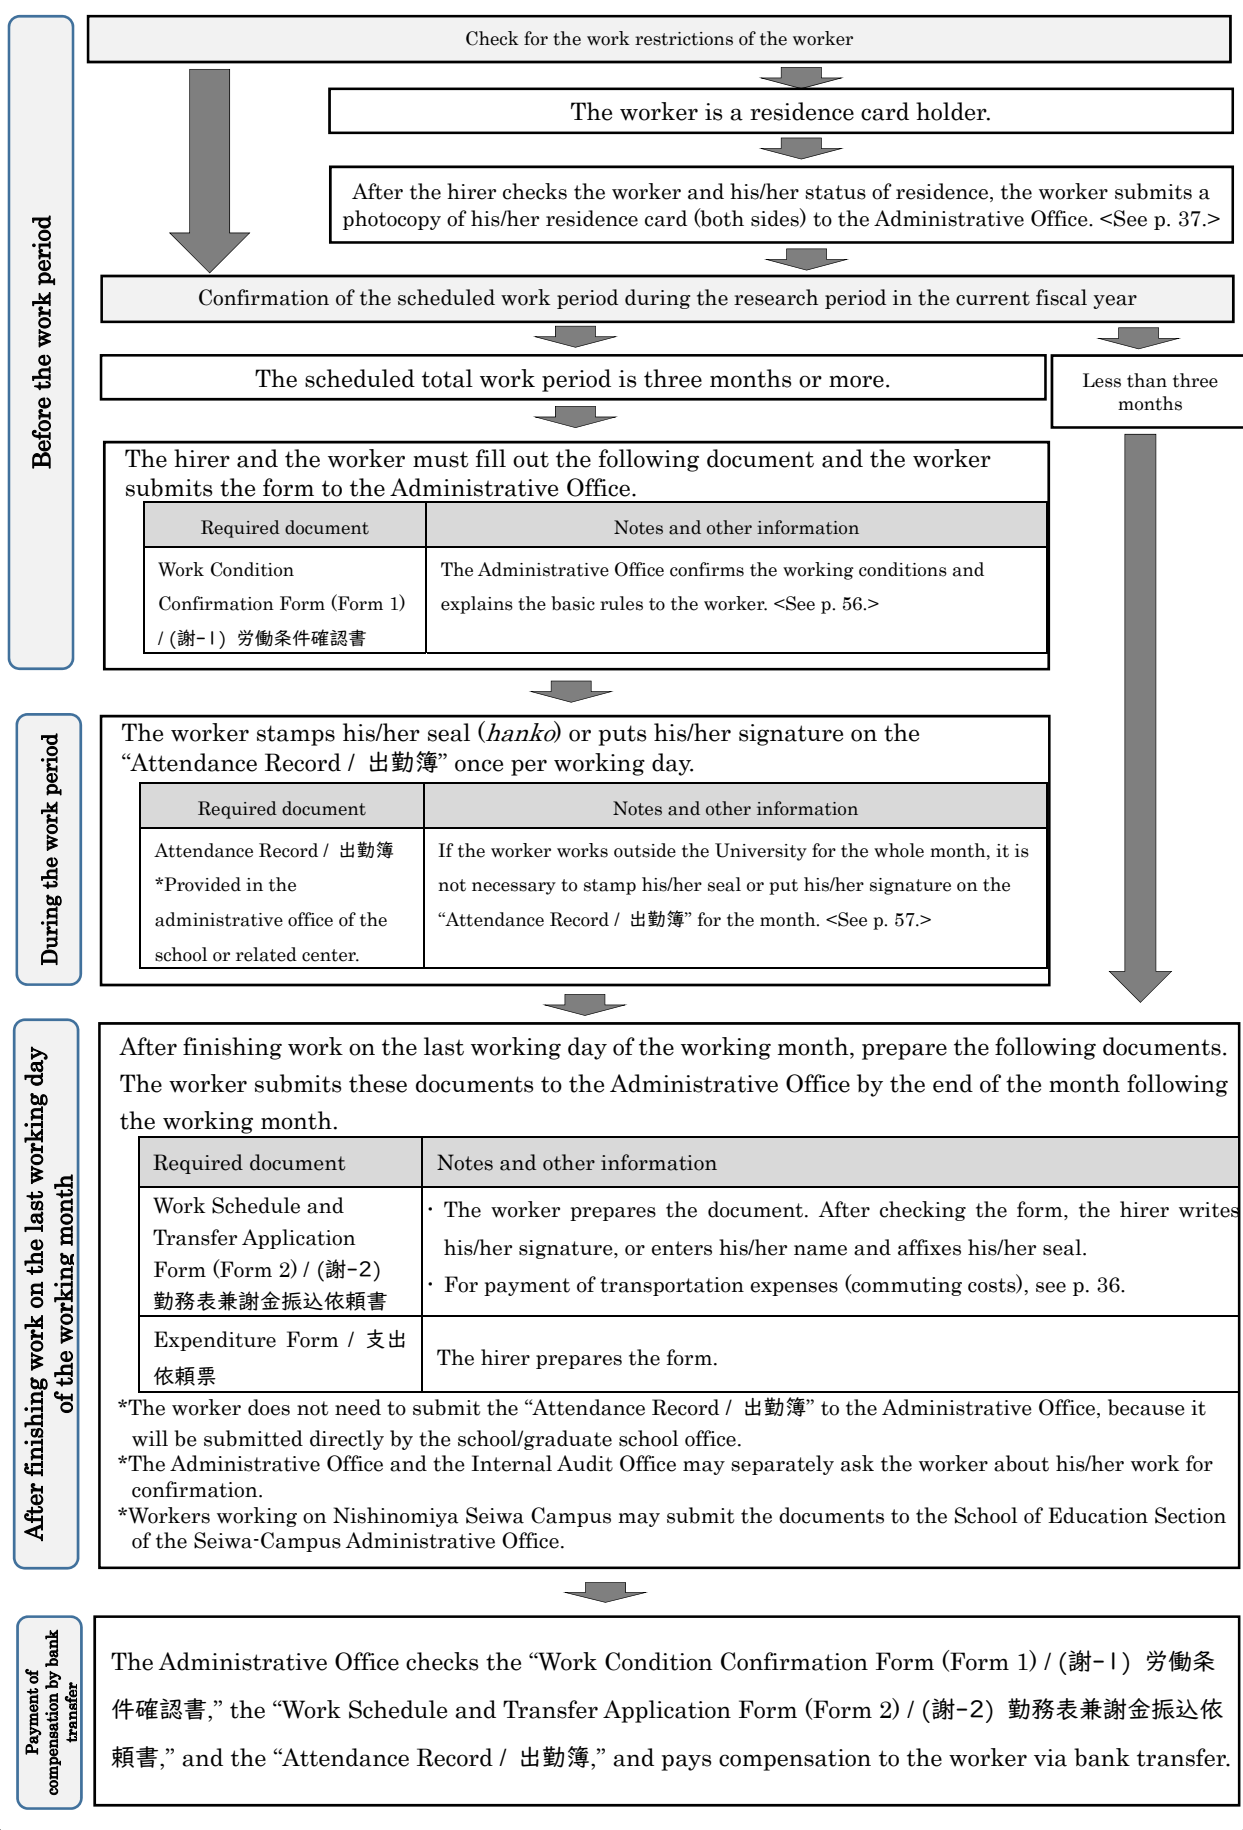 Check for the work restrictions of the worker
The worker is a residence card holder.
After the hirer checks the worker and his/her status of residence, the worker submits a
photocopy of his/her residence card (both sides) to the Administrative Office. <See p. 37.>
Before the work period
Confirmation of the scheduled work period during the research period in the current fiscal year
The scheduled total work period is three months or more.
Less than three
months
The hirer and the worker must fill out the following document and the worker
submits the form to the Administrative Office.
Required document
Notes and other information
Work Condition
Confirmation Form (Form 1)
/ (謝-1) 労働条件確認書
The Administrative Office confirms the working conditions and
explains the basic rules to the worker. <See p. 56.>
During the work period
The worker stamps his/her seal (hanko) or puts his/her signature on the
“Attendance Record / 出勤簿” once per working day.
Required document
Notes and other information
Attendance Record / 出勤簿
*Provided in the
administrative office of the
school or related center.
If the worker works outside the University for the whole month, it is
not necessary to stamp his/her seal or put his/her signature on the
“Attendance Record / 出勤簿” for the month. <See p. 57.>
After finishing work on the last working day
of the working month
After finishing work on the last working day of the working month, prepare the following documents.
The worker submits these documents to the Administrative Office by the end of the month following
the working month.
Required document
Notes and other information
Work Schedule and
Transfer Application
Form (Form 2) / (謝-2)
勤務表兼謝金振込依頼書
・The worker prepares the document. After checking the form, the hirer writes
his/her signature, or enters his/her name and affixes his/her seal.
・For payment of transportation expenses (commuting costs), see p. 36.
Expenditure Form / 支出
依頼票
The hirer prepares the form.
*The worker does not need to submit the “Attendance Record / 出勤簿” to the Administrative Office, because it
will be submitted directly by the school/graduate school office.
*The Administrative Office and the Internal Audit Office may separately ask the worker about his/her work for
confirmation.
*Workers working on Nishinomiya Seiwa Campus may submit the documents to the School of Education Section
of the Seiwa-Campus Administrative Office.
Payment of
compensation by bank
transfer
The Administrative Office checks the “Work Condition Confirmation Form (Form 1) / (謝-1) 労働条
件確認書,” the “Work Schedule and Transfer Application Form (Form 2) / (謝-2) 勤務表兼謝金振込依
頼書,” and the “Attendance Record / 出勤簿,” and pays compensation to the worker via bank transfer.